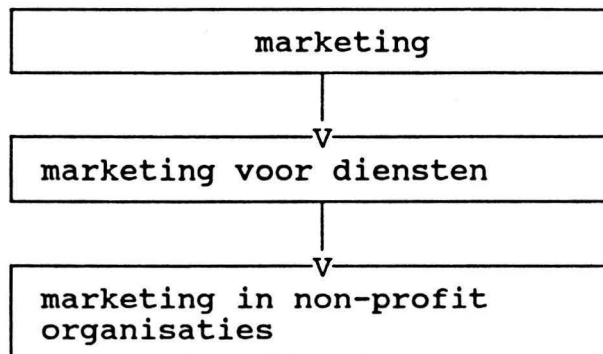 marketing
marketing voor diensten
marketing in non-profit
organisaties